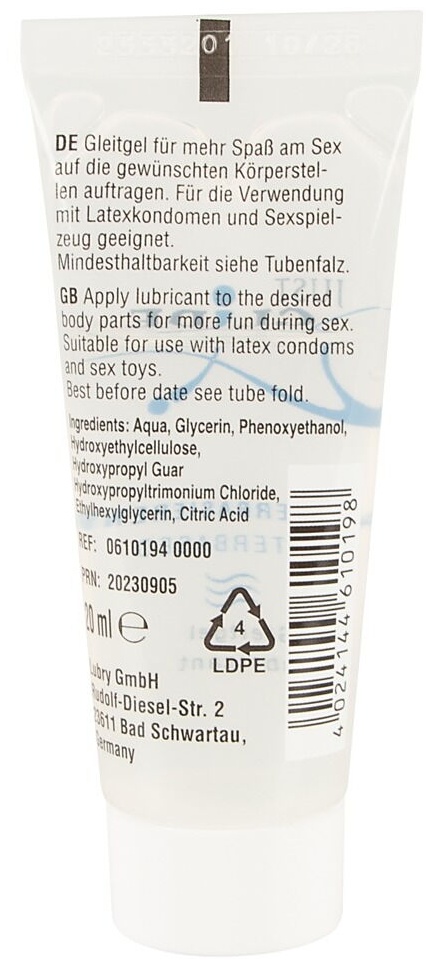 DE Gleitgel für mehr Spaß am Sex
auf die gewünschten Körperstel-
len auftragen. Für die Verwendung
mit Latexkondomen und Sexspiel-
zeug geeignet.
Mindesthaltbarkeit siehe Tubenfalz.
GB Apply lubricant to the desired
body parts for more fun during sex.
Suitable for use with latex condoms
and sex toys.
Best before date see tube fold.
Ingredients: Aqua, Glycerin, Phenoxyethanol,
Hydroxyethylcellulose,
Hydroxypropyl Guar
Hydroxypropyltrimonium Chloride,
Ethylhexylglycerin, Citric Acid
REF: 0610194 0000
PRN: 20230905
20 ml e
4
LDPE
4024144610198
Lubry GmbH
Rudolf-Diesel-Str. 2
23611 Bad Schwartau,
Germany